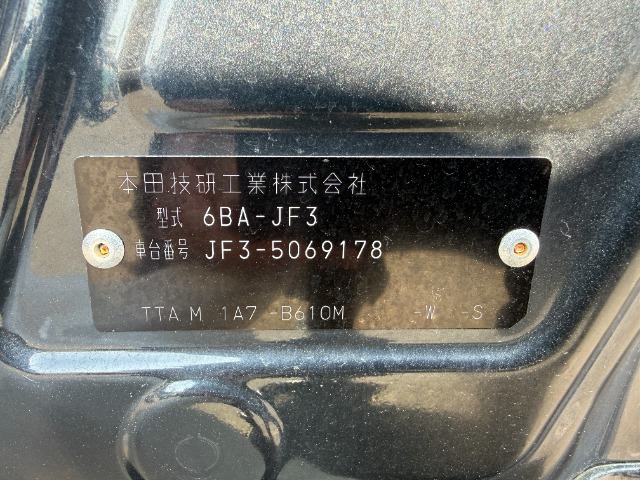 本田技研工業株式会社
型式 6BA-JF3
車台番号 JF3-5069178
TTA M 1A7 -B610M -W -S